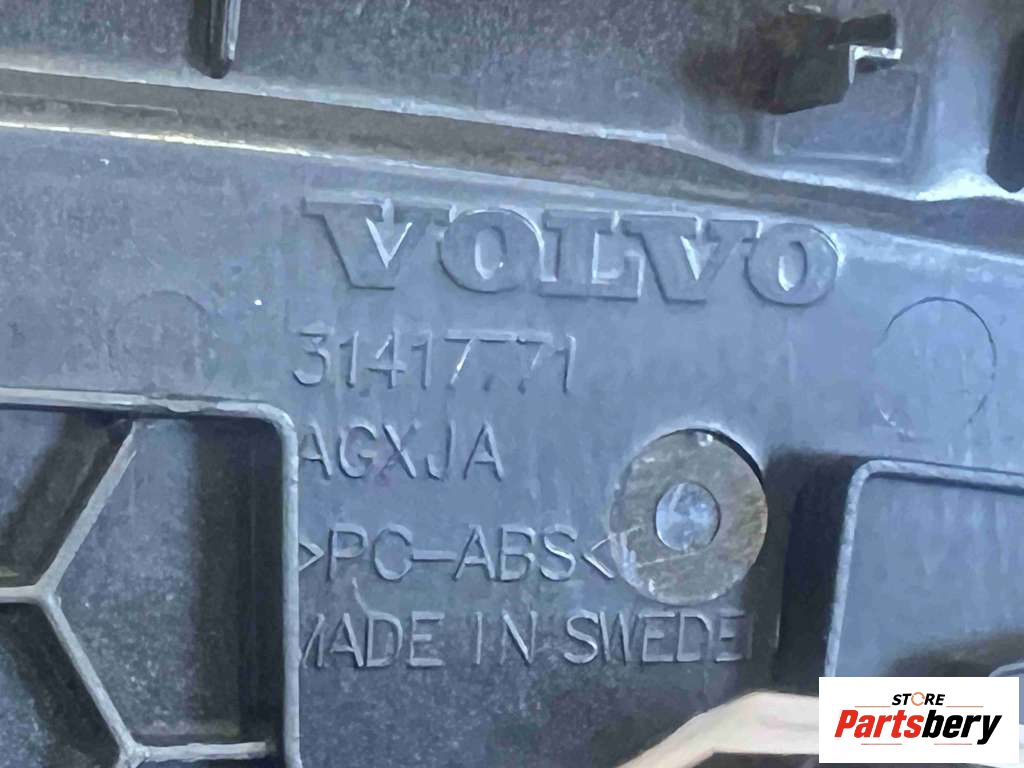 VOLVO
31417771
AGXJA
>PC-ABS<
MADE IN SWEDEN
STORE
Partsbery